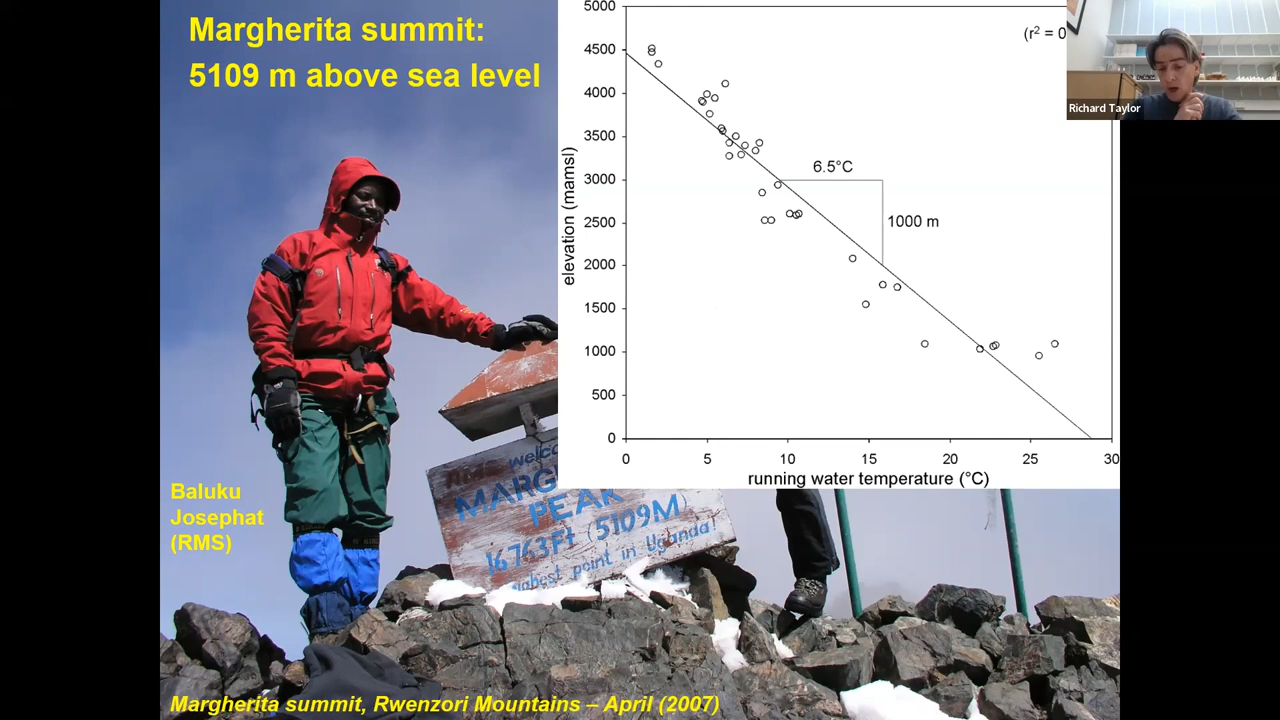 Margherita summit:
5109 m above sea level
5000
4500
4000
3500
3000
2500
2000
1500
1000
500
0
elevation (mamsl)
(r² = 0
6.5°C
1000 m
0 5 10 15 20 25 30
running water temperature (°C)
Richard Taylor
welco
MARG
PEAK
16763Ft (5109M
highest point in Uganda!
Baluku
Josephat
(RMS)
Margherita summit, Rwenzori Mountains – April (2007)